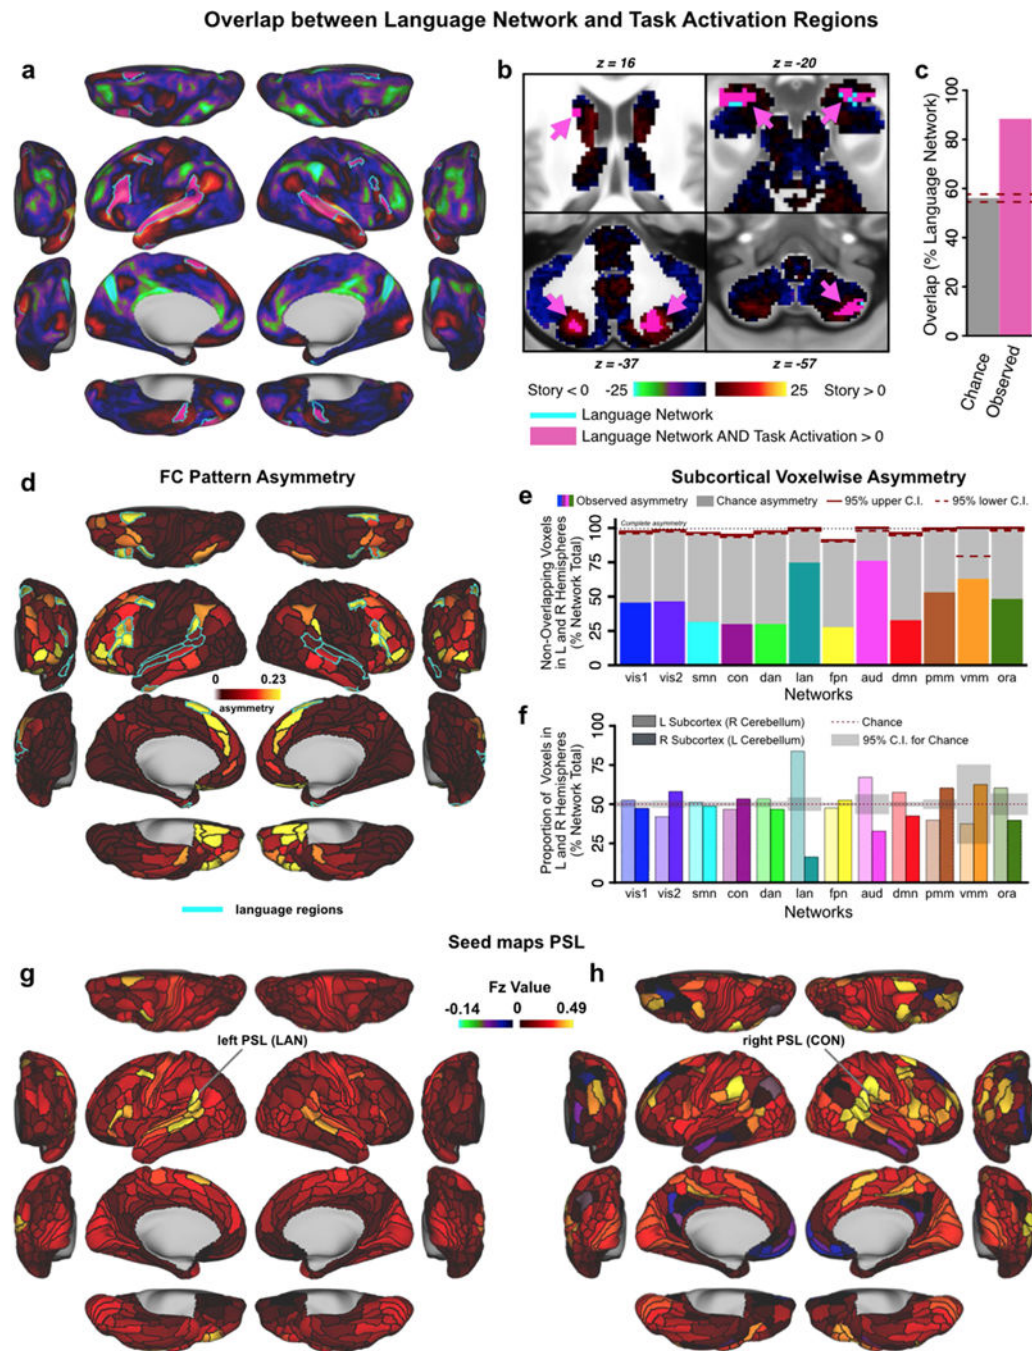 Overlap between Language Network and Task Activation Regions
a
b
z = 16
z = -20
z = -37
z = -57
Story < 0 -25 25 Story > 0
Language Network
Language Network AND Task Activation > 0
c
Overlap (% Language Network)
100
80
60
40
20
0
Chance
Observed
d
FC Pattern Asymmetry
0 0.23
asymmetry
language regions
Subcortical Voxelwise Asymmetry
e
Observed asymmetry Chance asymmetry 95% upper C.I. 95% lower C.I.
Complete asymmetry
Non-Overlapping Voxels
in L and R Hemispheres
(% Network Total)
100
75
50
25
0
vis1 vis2 smn con dan lan fpn aud dmn pmm vmm ora
Networks
f
L Subcortex (R Cerebellum) Chance
R Subcortex (L Cerebellum) 95% C.I. for Chance
Proportion of Voxels in
L and R Hemispheres
(% Network Total)
100
75
50
25
0
vis1 vis2 smn con dan lan fpn aud dmn pmm vmm ora
Networks
Seed maps PSL
g
h
Fz Value
-0.14 0 0.49
left PSL (LAN)
right PSL (CON)